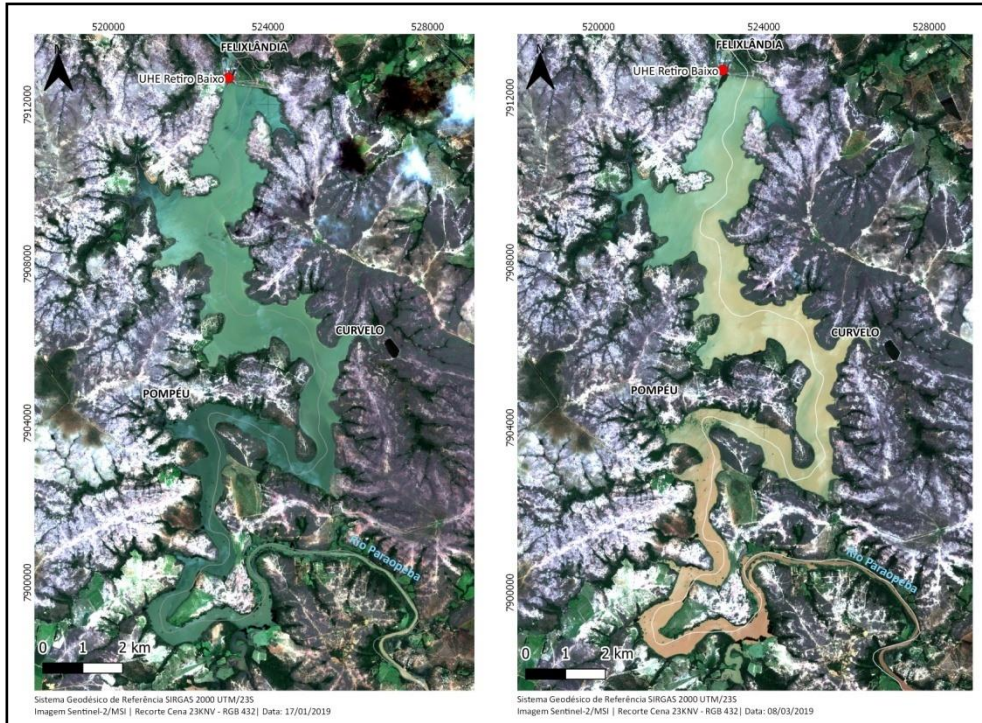 520000 524000 528000
N
FELIXLÂNDIA
UHE Retiro Baixo
7912000
7908000
CURVELO
POMPÉU
7904000
7900000
Rio Paraopeba
0 1 2 km
Sistema Geodésico de Referência SIRGAS 2000 UTM/23S
Imagem Sentinel-2/MSI | Recorte Cena 23KNV - RGB 432| Data: 17/01/2019
520000 524000 528000
N
FELIXLÂNDIA
UHE Retiro Baixo
7912000
7908000
CURVELO
POMPÉU
7904000
7900000
Rio Paraopeba
0 1 2 km
Sistema Geodésico de Referência SIRGAS 2000 UTM/23S
Imagem Sentinel-2/MSI | Recorte Cena 23KNV - RGB 432| Data: 08/03/2019